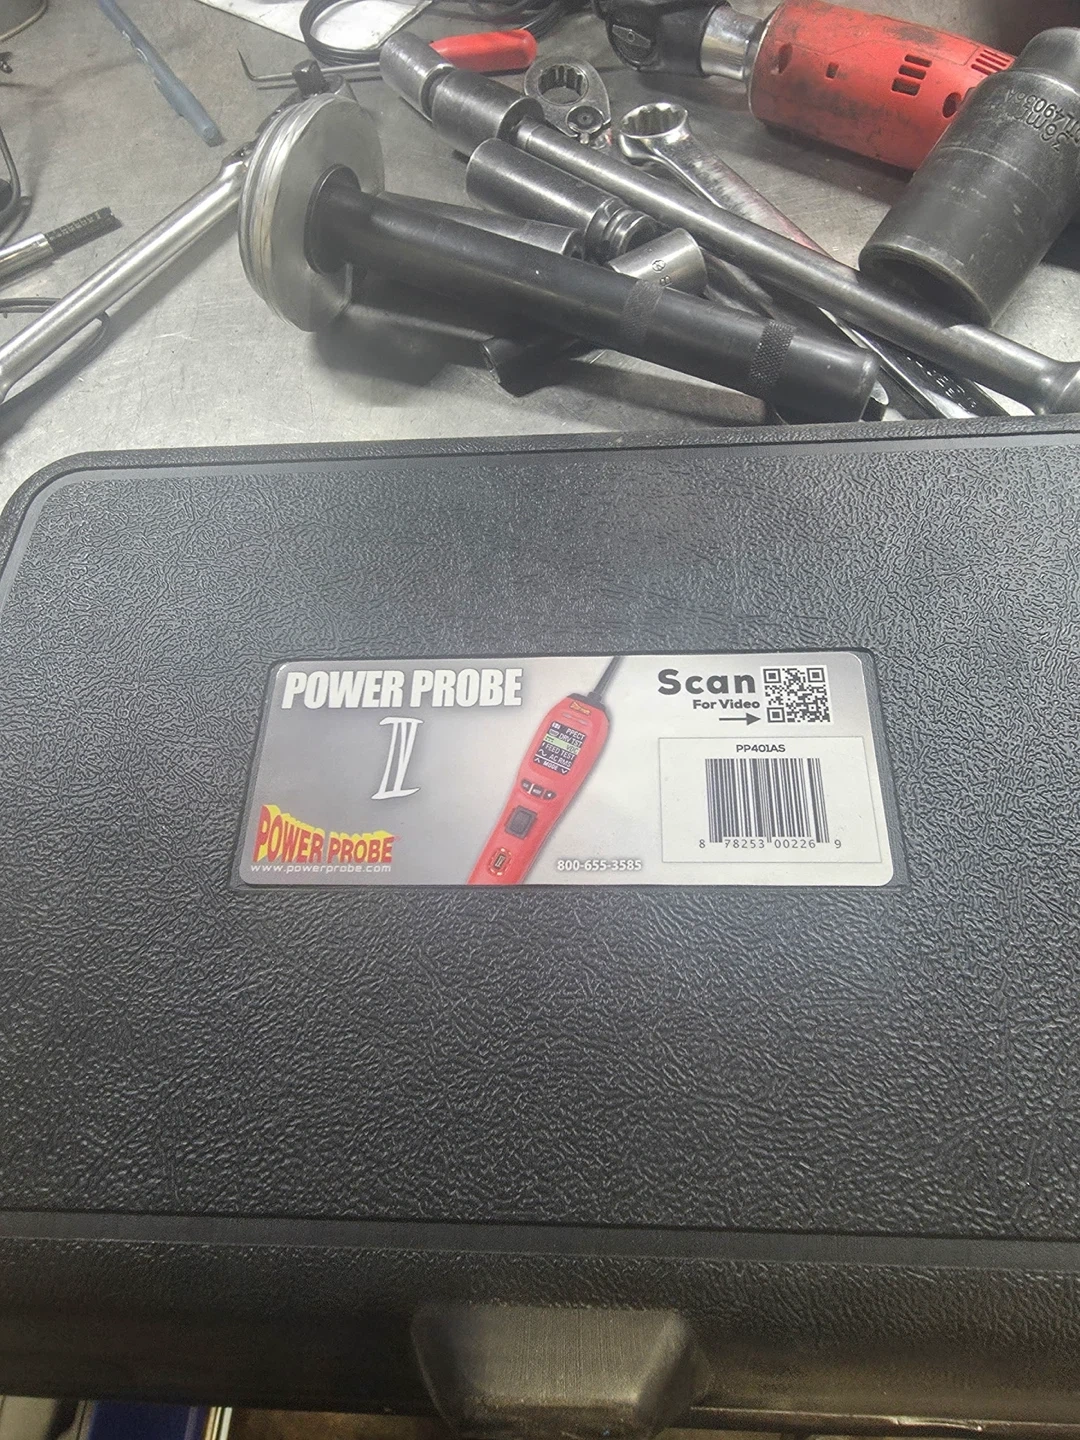 POWER PROBE
IV
POWER PROBE
www.powerprobe.com
800-655-3585
Scan
For Video
PP401AS
8 78253 00226 9